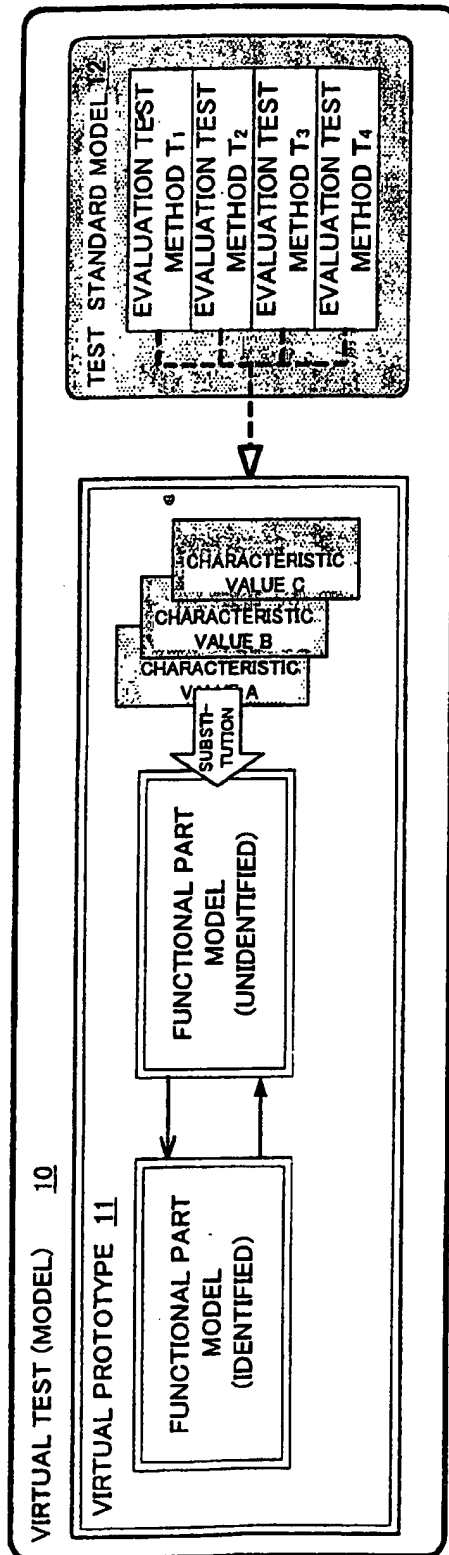 VIRTUAL TEST (MODEL) 10
VIRTUAL PROTOTYPE 11
FUNCTIONAL PART
MODEL
(IDENTIFIED)
FUNCTIONAL PART
MODEL
(UNIDENTIFIED)
SUBSTI-
TUTION
CHARACTERISTIC
VALUE A
CHARACTERISTIC
VALUE B
CHARACTERISTIC
VALUE C
TEST STANDARD MODEL 12
EVALUATION TEST
METHOD T1
EVALUATION TEST
METHOD T2
EVALUATION TEST
METHOD T3
EVALUATION TEST
METHOD T4